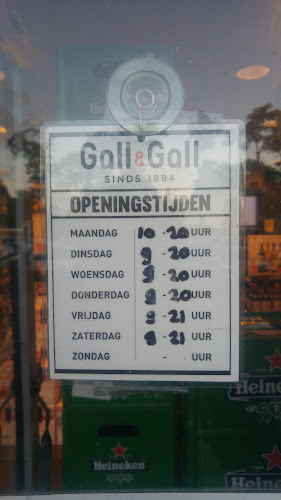 Gall & Gall
SINDS 1884
OPENINGSTIJDEN
MAANDAG 10 - 20 UUR
DINSDAG 9 - 20 UUR
WOENSDAG 9 - 20 UUR
DONDERDAG 9 - 20 UUR
VRIJDAG 9 - 21 UUR
ZATERDAG 9 - 21 UUR
ZONDAG - UUR
Heineken
Heineken